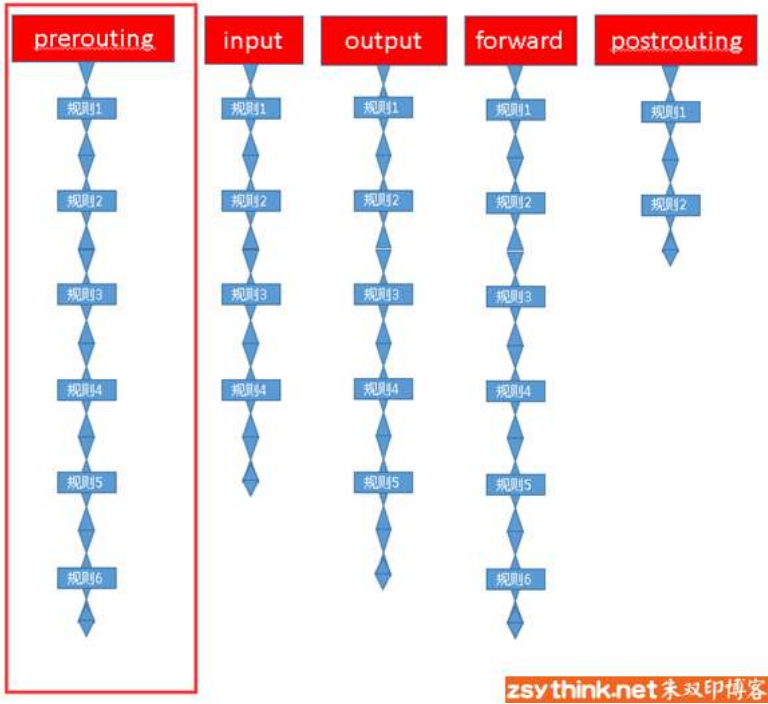 prerouting
规则1
规则2
规则3
规则4
规则5
规则6
input
规则1
规则2
规则3
规则4
output
规则1
规则2
规则3
规则4
规则5
forward
规则1
规则2
规则3
规则4
规则5
规则6
postrouting
规则1
规则2
zsythink.net朱双印博客